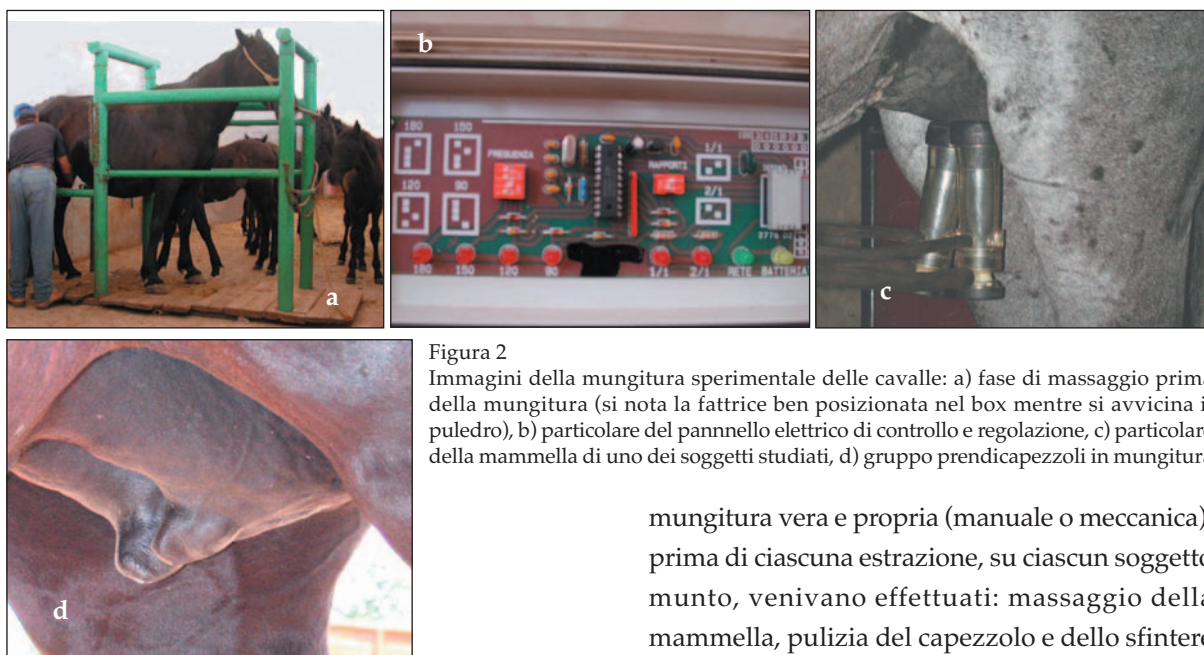 a
b
180 150
FREQUENZA
RAPPORTI
1/1
120 90
2/1
180 150 120 90 1/1 2/1 RETE BATTERIA
c
d
Figura 2
Immagini della mungitura sperimentale delle cavalle: a) fase di massaggio prima
della mungitura (si nota la fattrice ben posizionata nel box mentre si avvicina i
puledro), b) particolare del pannnello elettrico di controllo e regolazione, c) particolare
della mammella di uno dei soggetti studiati, d) gruppo prendicapezzoli in mungitura
mungitura vera e propria (manuale o meccanica)
prima di ciascuna estrazione, su ciascun soggetto
munto, venivano effettuati: massaggio della
mammella, pulizia del capezzolo e dello sfintere